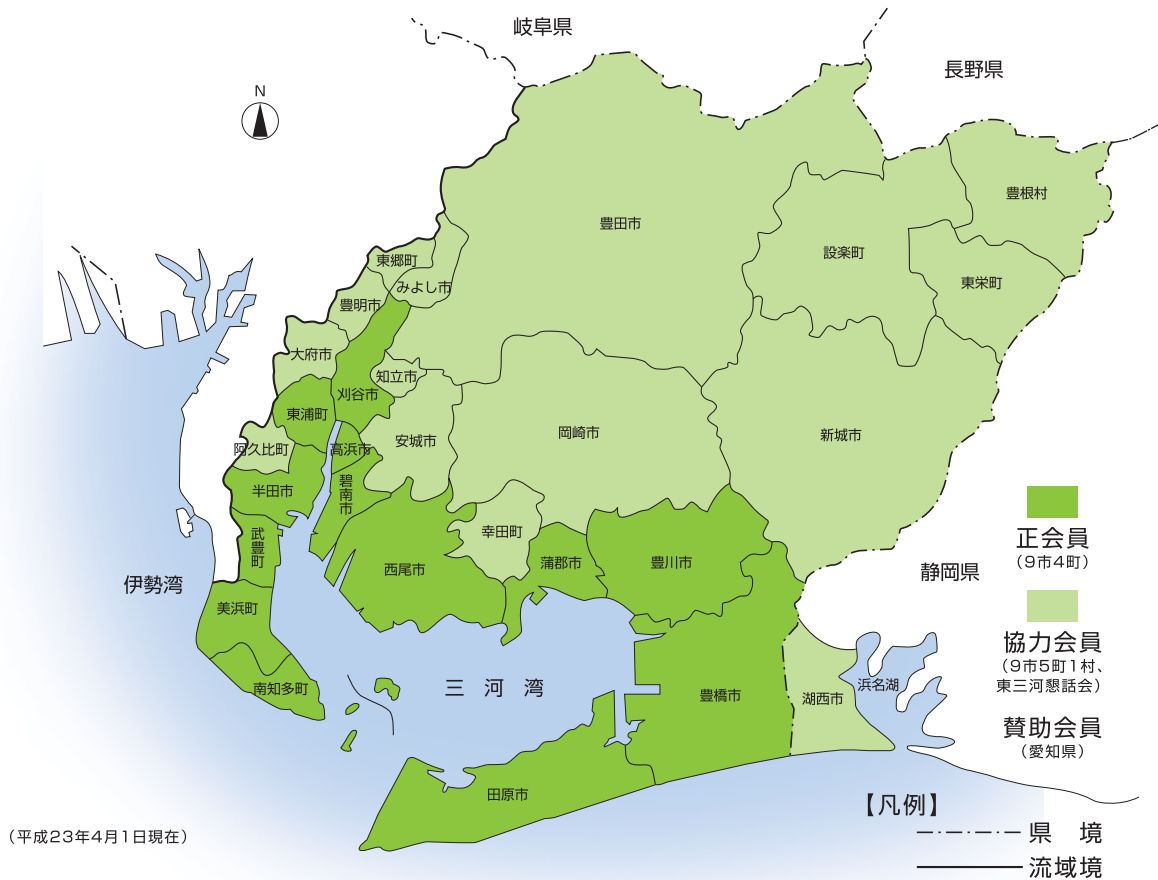 岐阜県
長野県
N
豊根村
豊田市
設楽町
東栄町
東郷町
みよし市
豊明市
大府市
知立市
刈谷市
東浦町
岡崎市
新城市
安城市
高浜市
阿久比町
碧南市
半田市
幸田町
武豊町
西尾市
蒲郡市
豊川市
静岡県
伊勢湾
美浜町
南知多町
三河湾
豊橋市
湖西市
浜名湖
田原市
正会員
(9市4町)
協力会員
(9市5町1村、
東三河懇話会)
賛助会員
(愛知県)
【凡例】
県境
流域境
(平成23年4月1日現在)